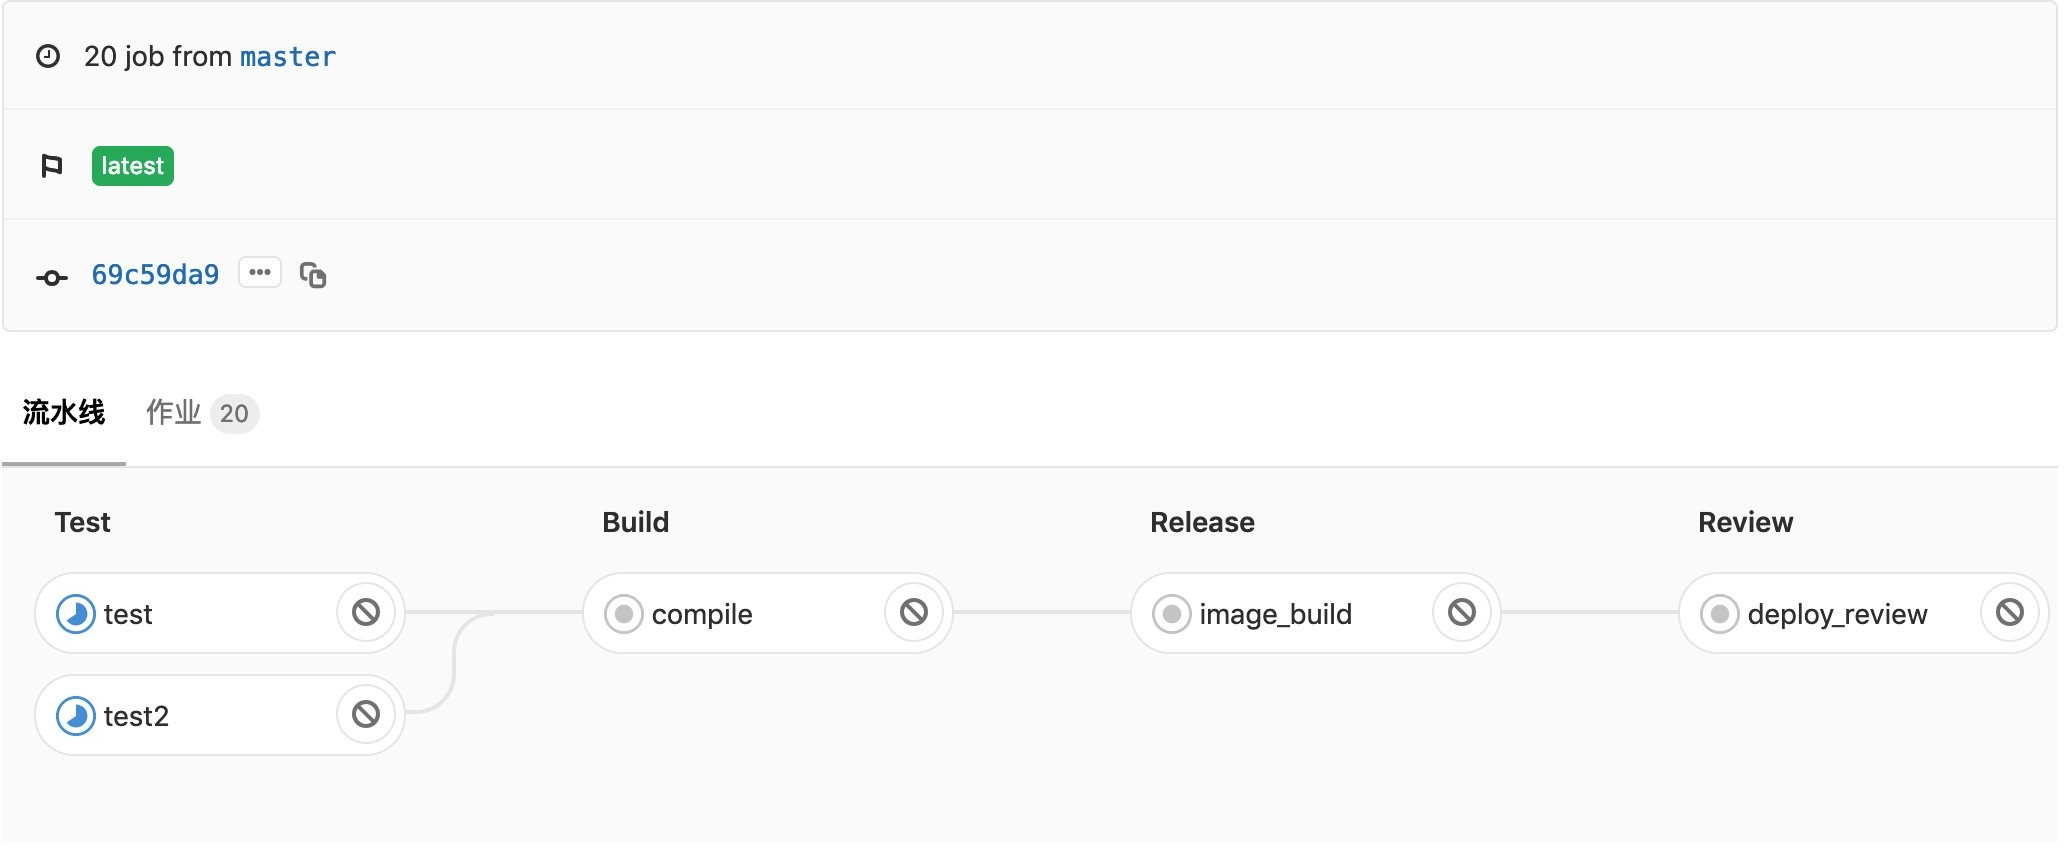 20 job from master
latest
69c59da9
流水线 作业 20
Test Build Release Review
test compile image_build deploy_review
test2